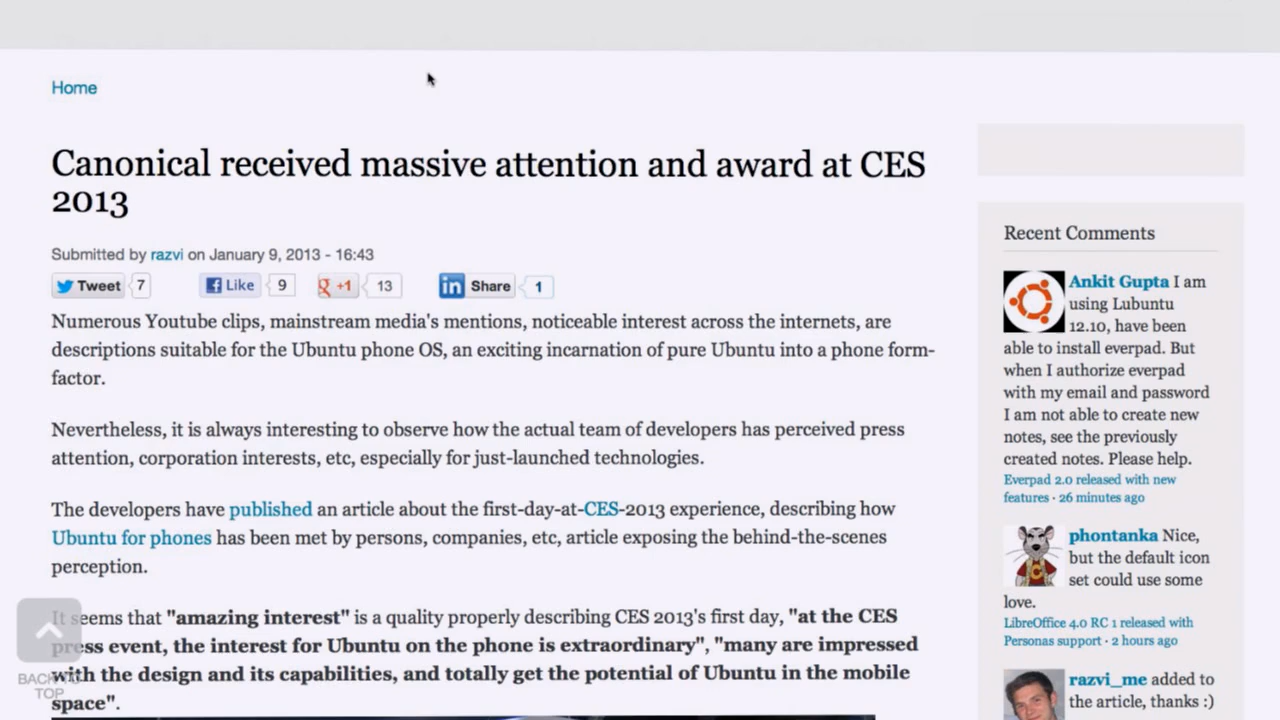 Home
Canonical received massive attention and award at CES
2013
Submitted by razvi on January 9, 2013 - 16:43
Tweet 7 Like 9 +1 13 in Share 1
Numerous Youtube clips, mainstream media's mentions, noticeable interest across the internets, are
descriptions suitable for the Ubuntu phone OS, an exciting incarnation of pure Ubuntu into a phone form-
factor.
Nevertheless, it is always interesting to observe how the actual team of developers has perceived press
attention, corporation interests, etc, especially for just-launched technologies.
The developers have published an article about the first-day-at-CES-2013 experience, describing how
Ubuntu for phones has been met by persons, companies, etc, article exposing the behind-the-scenes
perception.
It seems that "amazing interest" is a quality properly describing CES 2013's first day, "at the CES
press event, the interest for Ubuntu on the phone is extraordinary", "many are impressed
with the design and its capabilities, and totally get the potential of Ubuntu in the mobile
space".
BACK TO
TOP
Recent Comments
Ankit Gupta I am
using Lubuntu
12.10, have been
able to install everpad. But
when I authorize everpad
with my email and password
I am not able to create new
notes, see the previously
created notes. Please help.
Everpad 2.0 released with new
features · 26 minutes ago
phontanka Nice,
but the default icon
set could use some
love.
LibreOffice 4.0 RC 1 released with
Personas support · 2 hours ago
razvi_me added to
the article, thanks :)